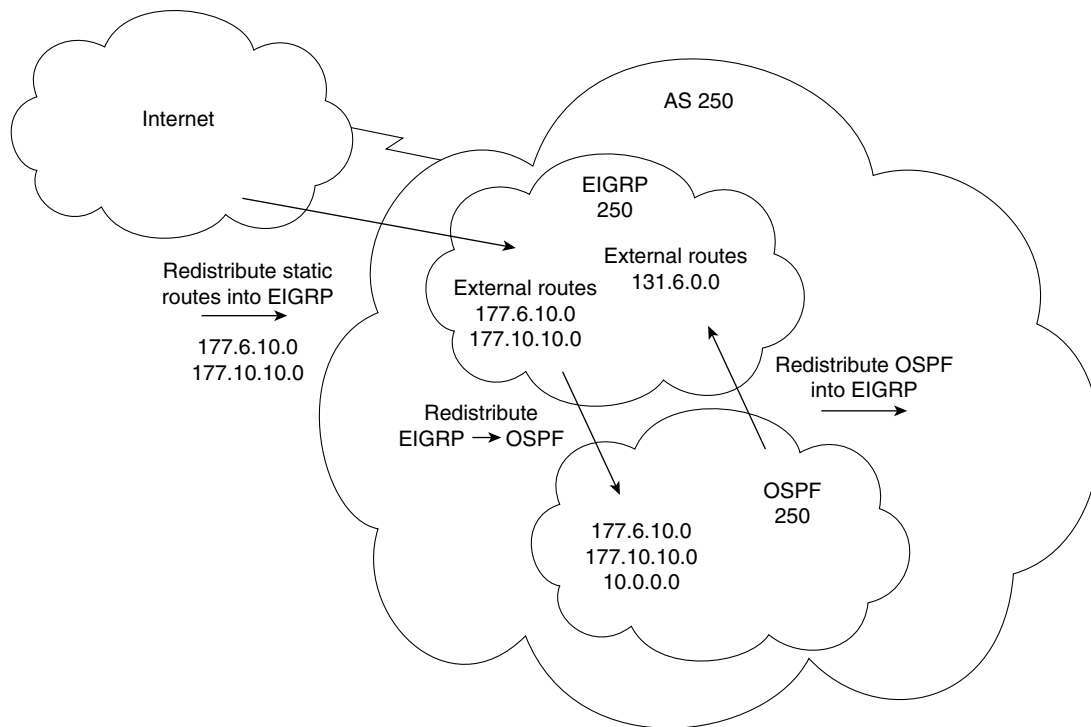 Internet
AS 250
EIGRP
250
External routes
131.6.0.0
External routes
177.6.10.0
177.10.10.0
Redistribute static
routes into EIGRP
177.6.10.0
177.10.10.0
Redistribute OSPF
into EIGRP
Redistribute
EIGRP → OSPF
OSPF
250
177.6.10.0
177.10.10.0
10.0.0.0